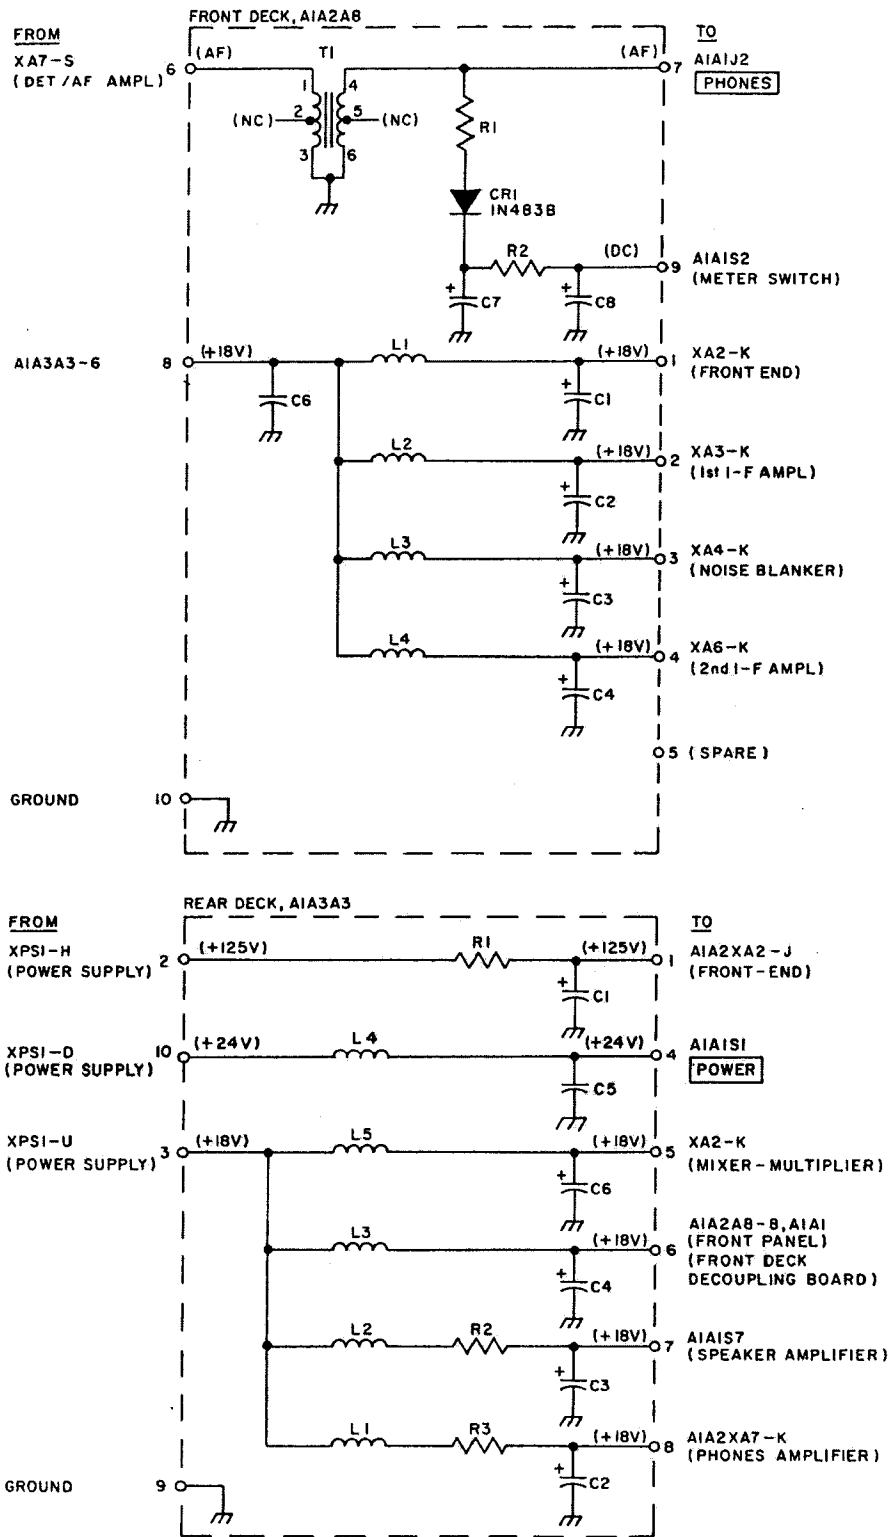 FRONT DECK, A1A2A8
FROM
TO
XA7-S
(DET/AF AMPL)
6
(AF)
T1
(AF)
7
A1A1J2
PHONES
1
4
(NC)
2
5
(NC)
3
6
R1
CR1
1N483B
R2
(DC)
9
A1A1S2
(METER SWITCH)
+
C7
+
C8
A1A3A3-6
8
(+18V)
L1
(+18V)
1
XA2-K
(FRONT END)
C6
+
C1
L2
(+18V)
2
XA3-K
(1st I-F AMPL)
+
C2
L3
(+18V)
3
XA4-K
(NOISE BLANKER)
+
C3
L4
(+18V)
4
XA6-K
(2nd I-F AMPL)
+
C4
5 (SPARE)
GROUND
10
REAR DECK, A1A3A3
FROM
TO
XPS1-H
(POWER SUPPLY)
2
(+125V)
R1
(+125V)
1
A1A2XA2-J
(FRONT-END)
+
C1
XPS1-D
(POWER SUPPLY)
10
(+24V)
L4
(+24V)
4
A1A1S1
POWER
C5
XPS1-U
(POWER SUPPLY)
3
(+18V)
L5
(+18V)
5
XA2-K
(MIXER-MULTIPLIER)
+
C6
L3
(+18V)
6
A1A2A8-8, A1A1
(FRONT PANEL)
(FRONT DECK
DECOUPLING BOARD)
+
C4
L2
R2
(+18V)
7
A1A1S7
(SPEAKER AMPLIFIER)
+
C3
L1
R3
(+18V)
8
A1A2XA7-K
(PHONES AMPLIFIER)
+
C2
GROUND
9